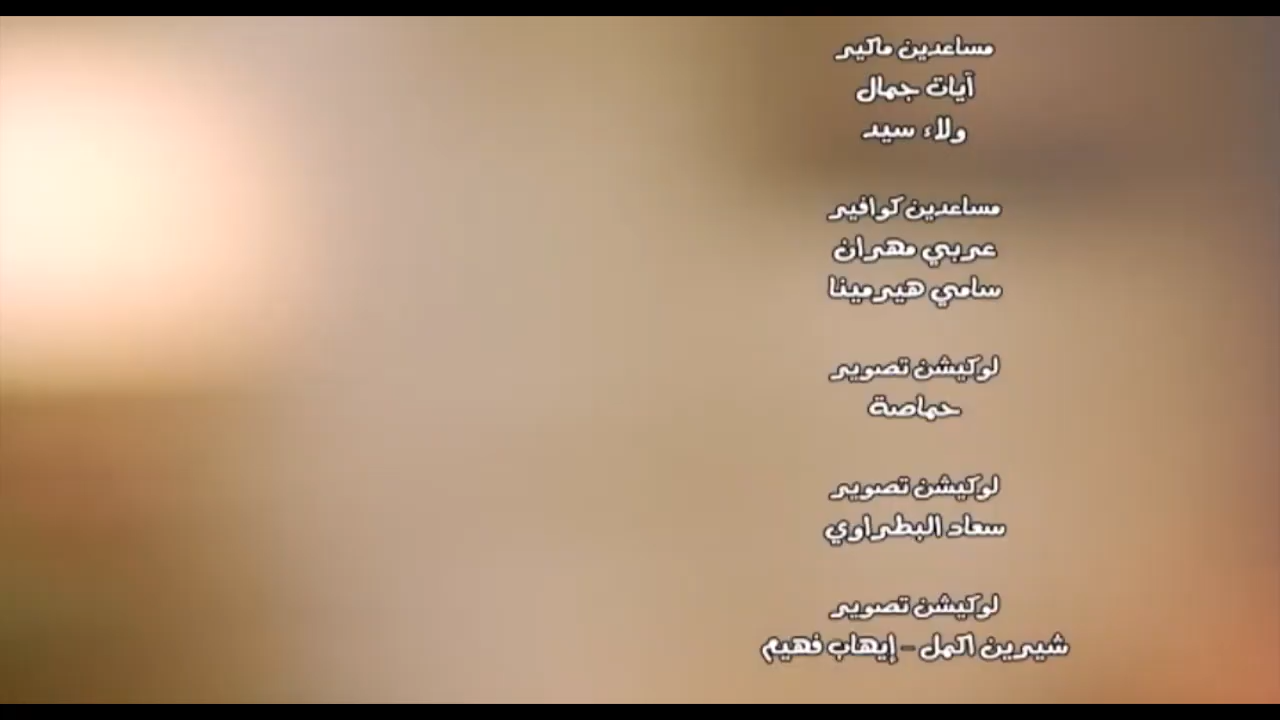 مساعدين ماكير
آيات جمال
ولاء سيد
مساعدين كوافير
عربي مهران
سامي هيرمينا
لوكيشن تصوير
حماصة
لوكيشن تصوير
سعاد البطراوي
لوكيشن تصوير
شيرين اكمل - إيهاب فهيم